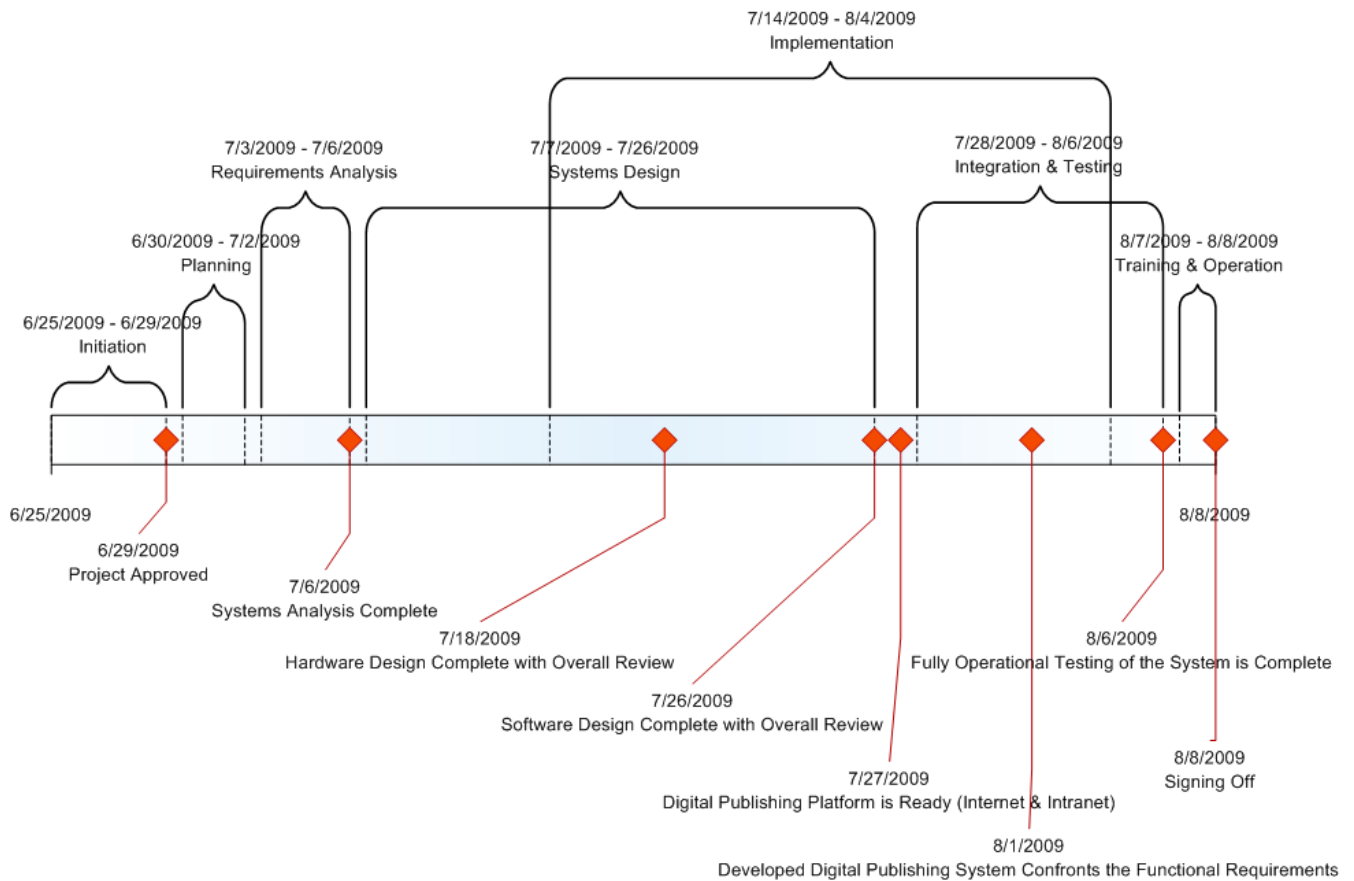 7/14/2009 - 8/4/2009
Implementation
7/3/2009 - 7/6/2009
Requirements Analysis
7/7/2009 - 7/26/2009
Systems Design
7/28/2009 - 8/6/2009
Integration & Testing
6/30/2009 - 7/2/2009
Planning
8/7/2009 - 8/8/2009
Training & Operation
6/25/2009 - 6/29/2009
Initiation
6/25/2009
8/8/2009
6/29/2009
Project Approved
7/6/2009
Systems Analysis Complete
7/18/2009
Hardware Design Complete with Overall Review
8/6/2009
Fully Operational Testing of the System is Complete
7/26/2009
Software Design Complete with Overall Review
8/8/2009
Signing Off
7/27/2009
Digital Publishing Platform is Ready (Internet & Intranet)
8/1/2009
Developed Digital Publishing System Confronts the Functional Requirements